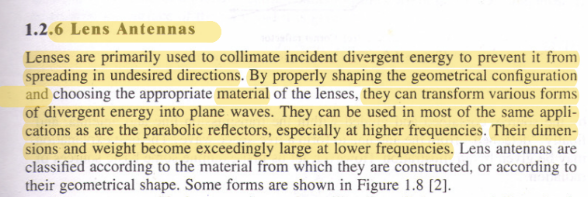 1.2.6 Lens Antennas
Lenses are primarily used to collimate incident divergent energy to prevent it from
spreading in undesired directions. By properly shaping the geometrical configuration
and choosing the appropriate material of the lenses, they can transform various forms
of divergent energy into plane waves. They can be used in most of the same appli-
cations as are the parabolic reflectors, especially at higher frequencies. Their dimen-
sions and weight become exceedingly large at lower frequencies. Lens antennas are
classified according to the material from which they are constructed, or according to
their geometrical shape. Some forms are shown in Figure 1.8 [2].